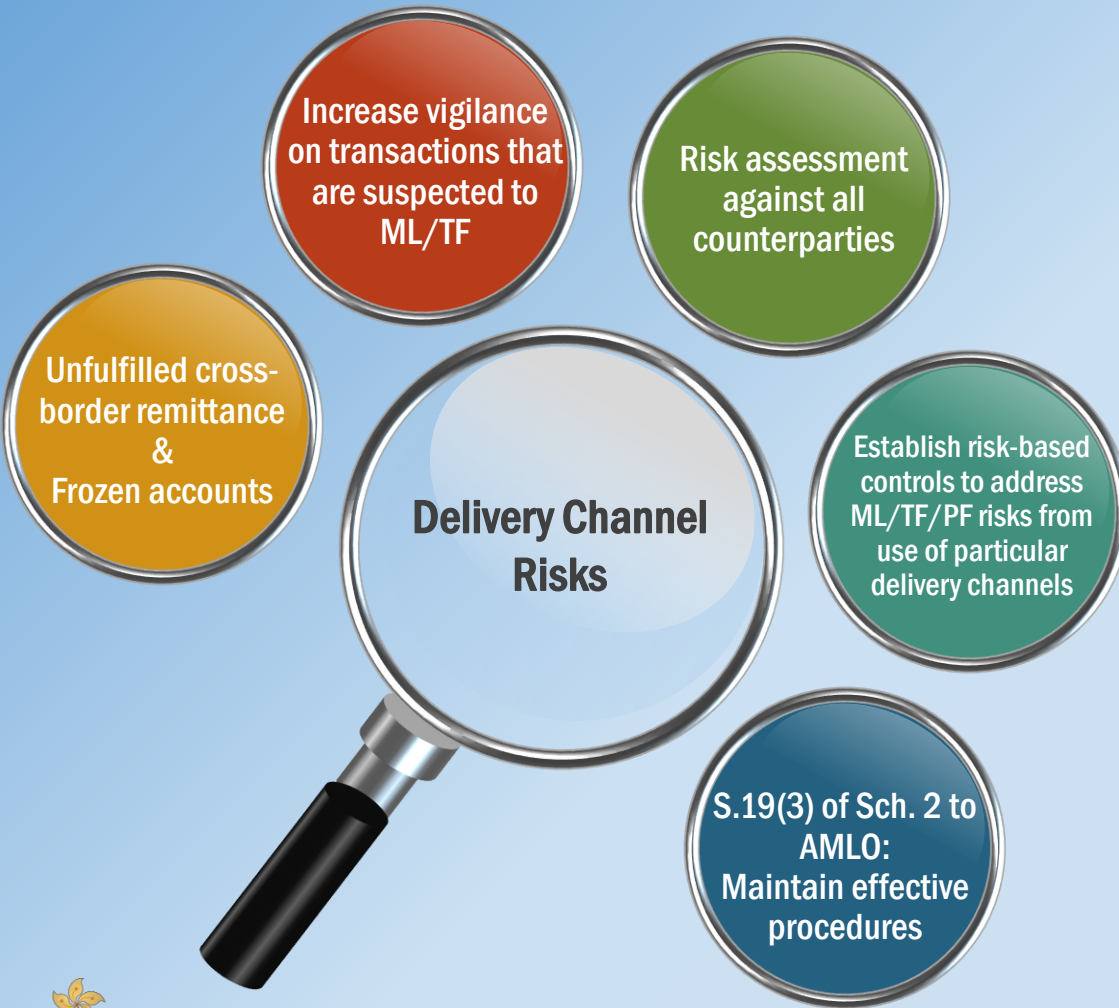 Increase vigilance
on transactions that
are suspected to
ML/TF
Risk assessment
against all
counterparties
Unfulfilled cross-
border remittance
&
Frozen accounts
Delivery Channel
Risks
Establish risk-based
controls to address
ML/TF/PF risks from
use of particular
delivery channels
S.19(3) of Sch. 2 to
AMLO:
Maintain effective
procedures